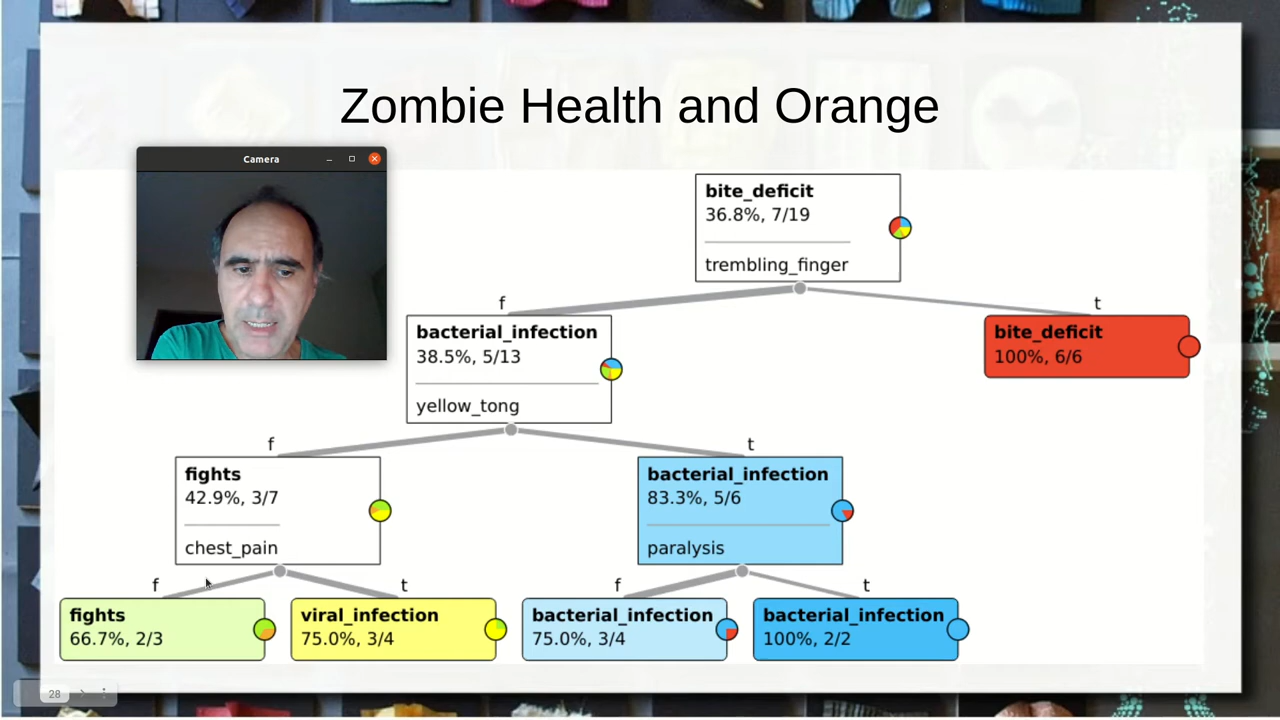 Zombie Health and Orange
Camera
bite_deficit
36.8%, 7/19
trembling_finger
f
t
bacterial_infection
38.5%, 5/13
yellow_tong
bite_deficit
100%, 6/6
f
t
fights
42.9%, 3/7
chest_pain
bacterial_infection
83.3%, 5/6
paralysis
f
t
f
t
fights
66.7%, 2/3
viral_infection
75.0%, 3/4
bacterial_infection
75.0%, 3/4
bacterial_infection
100%, 2/2
28